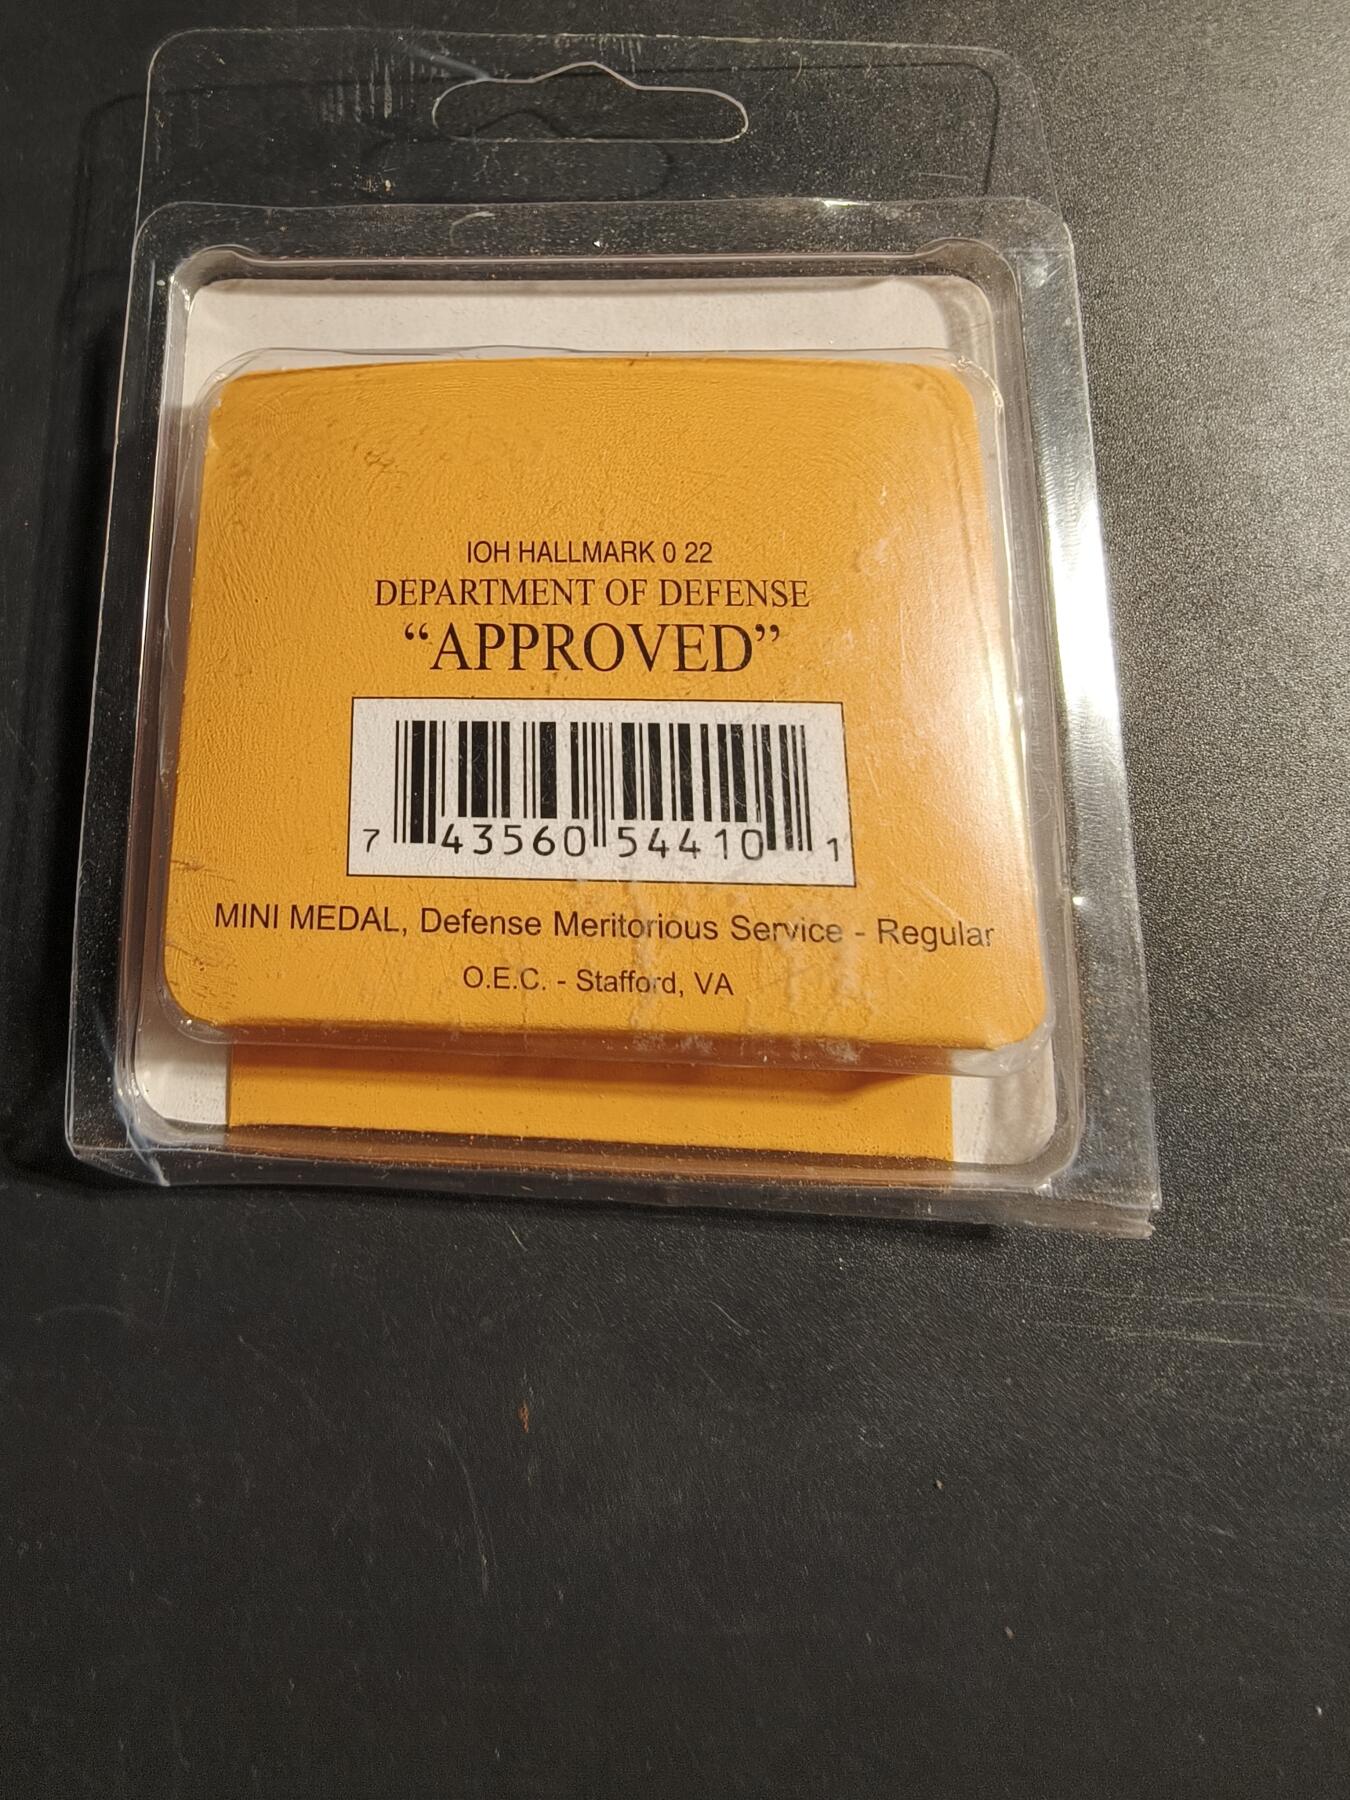 IOH HALLMARK 0 22
DEPARTMENT OF DEFENSE
“APPROVED”
7 43560 54410 1
MINI MEDAL, Defense Meritorious Service - Regular
O.E.C. - Stafford, VA